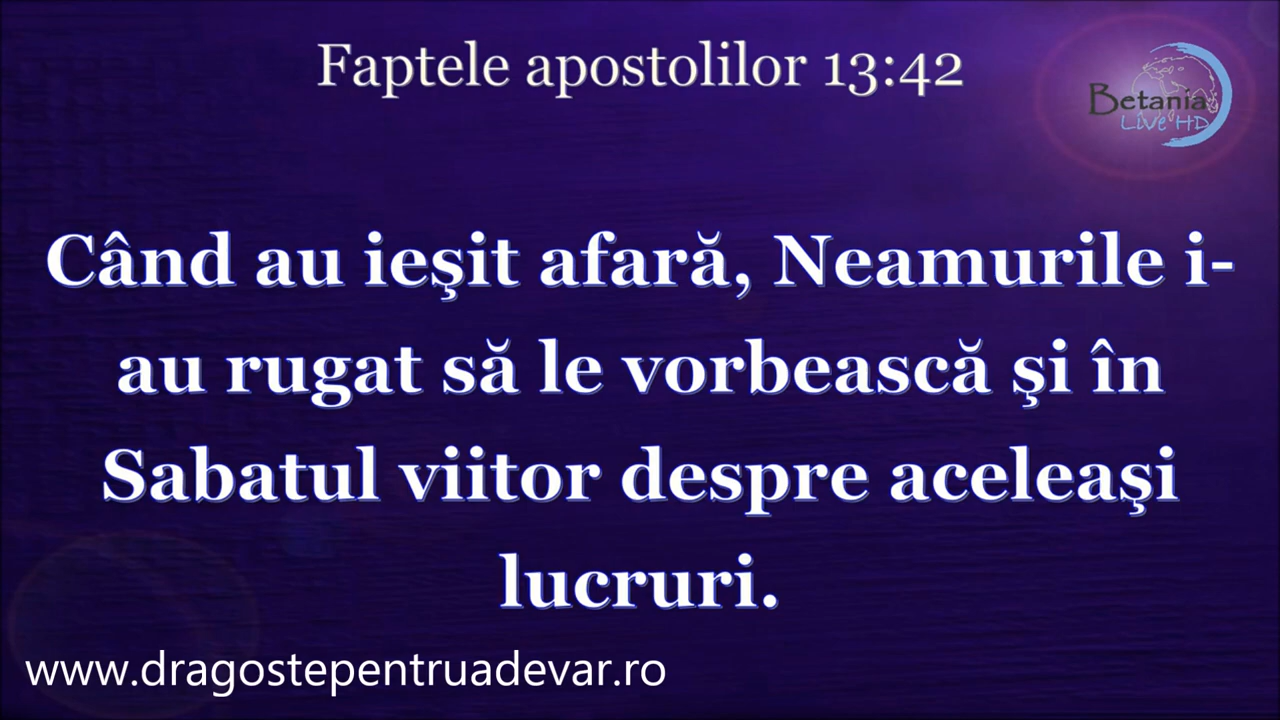 Faptele apostolilor 13:42
Betania
Live HD
Când au ieşit afară, Neamurile i-
au rugat să le vorbească şi în
Sabatul viitor despre aceleaşi
lucruri.
www.dragostepentruadevar.ro